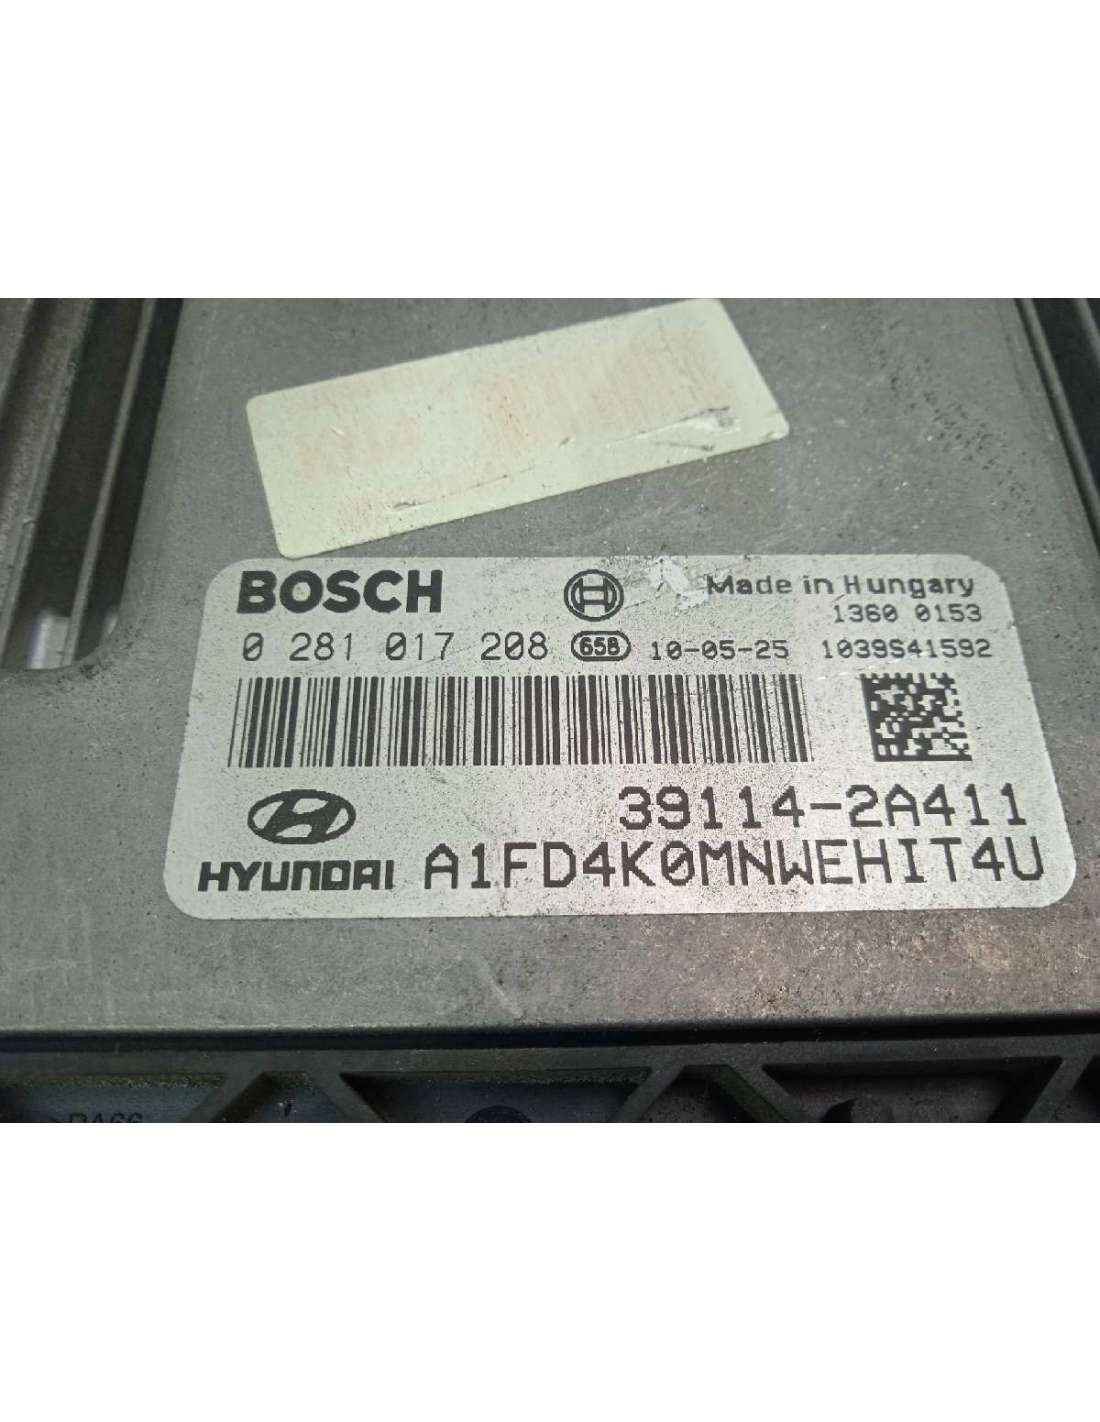 BOSCH
Made in Hungary
1360 0153
0 281 017 208 658 10-05-25 1039S41592
39114-2A411
HYUNDAI A1FD4K0MNWEHIT4U
>PA66